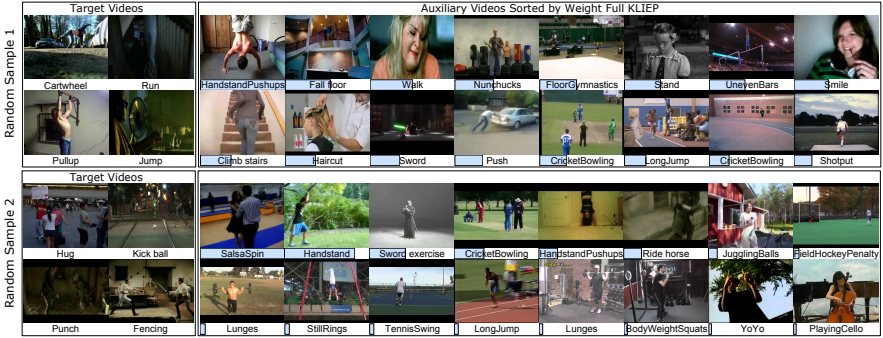 Target Videos
Auxiliary Videos Sorted by Weight Full KLIEP
Random Sample 1
Cartwheel
Run
HandstandPushups
Fall floor
Walk
Nunchucks
FloorGymnastics
Stand
UnevenBars
Smile
Pullup
Jump
Climb stairs
Haircut
Sword
Push
CricketBowling
LongJump
CricketBowling
Shotput
Target Videos
Random Sample 2
Hug
Kick ball
SalsaSpin
Handstand
Sword exercise
CricketBowling
HandstandPushups
Ride horse
JugglingBalls
FieldHockeyPenalty
Punch
Fencing
Lunges
StillRings
TennisSwing
LongJump
Lunges
BodyWeightSquats
YoYo
PlayingCello